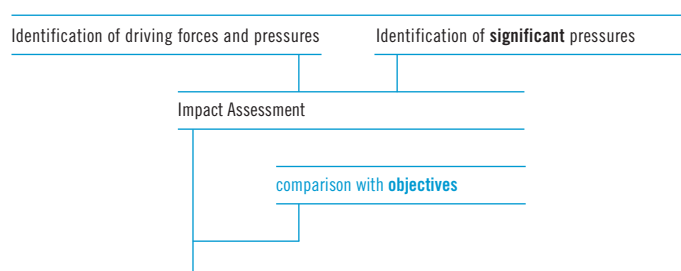 Identification of driving forces and pressures
Identification of significant pressures
Impact Assessment
comparison with objectives